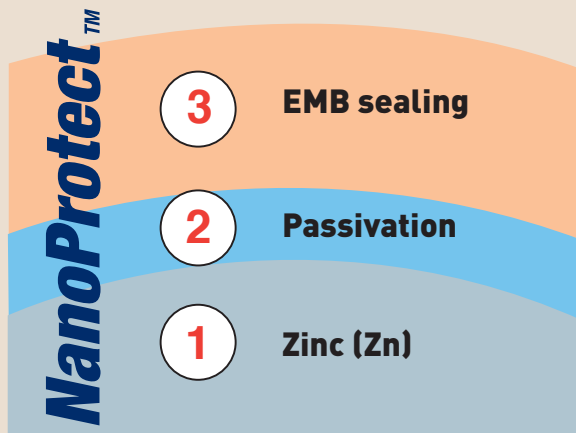 NanoProtect™
3 EMB sealing
2 Passivation
1 Zinc (Zn)